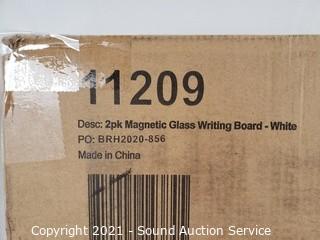 11209
Desc: 2pk Magnetic Glass Writing Board - White
PO: BRH2020-856
Made in China
Copyright 2021 - Sound Auction Service